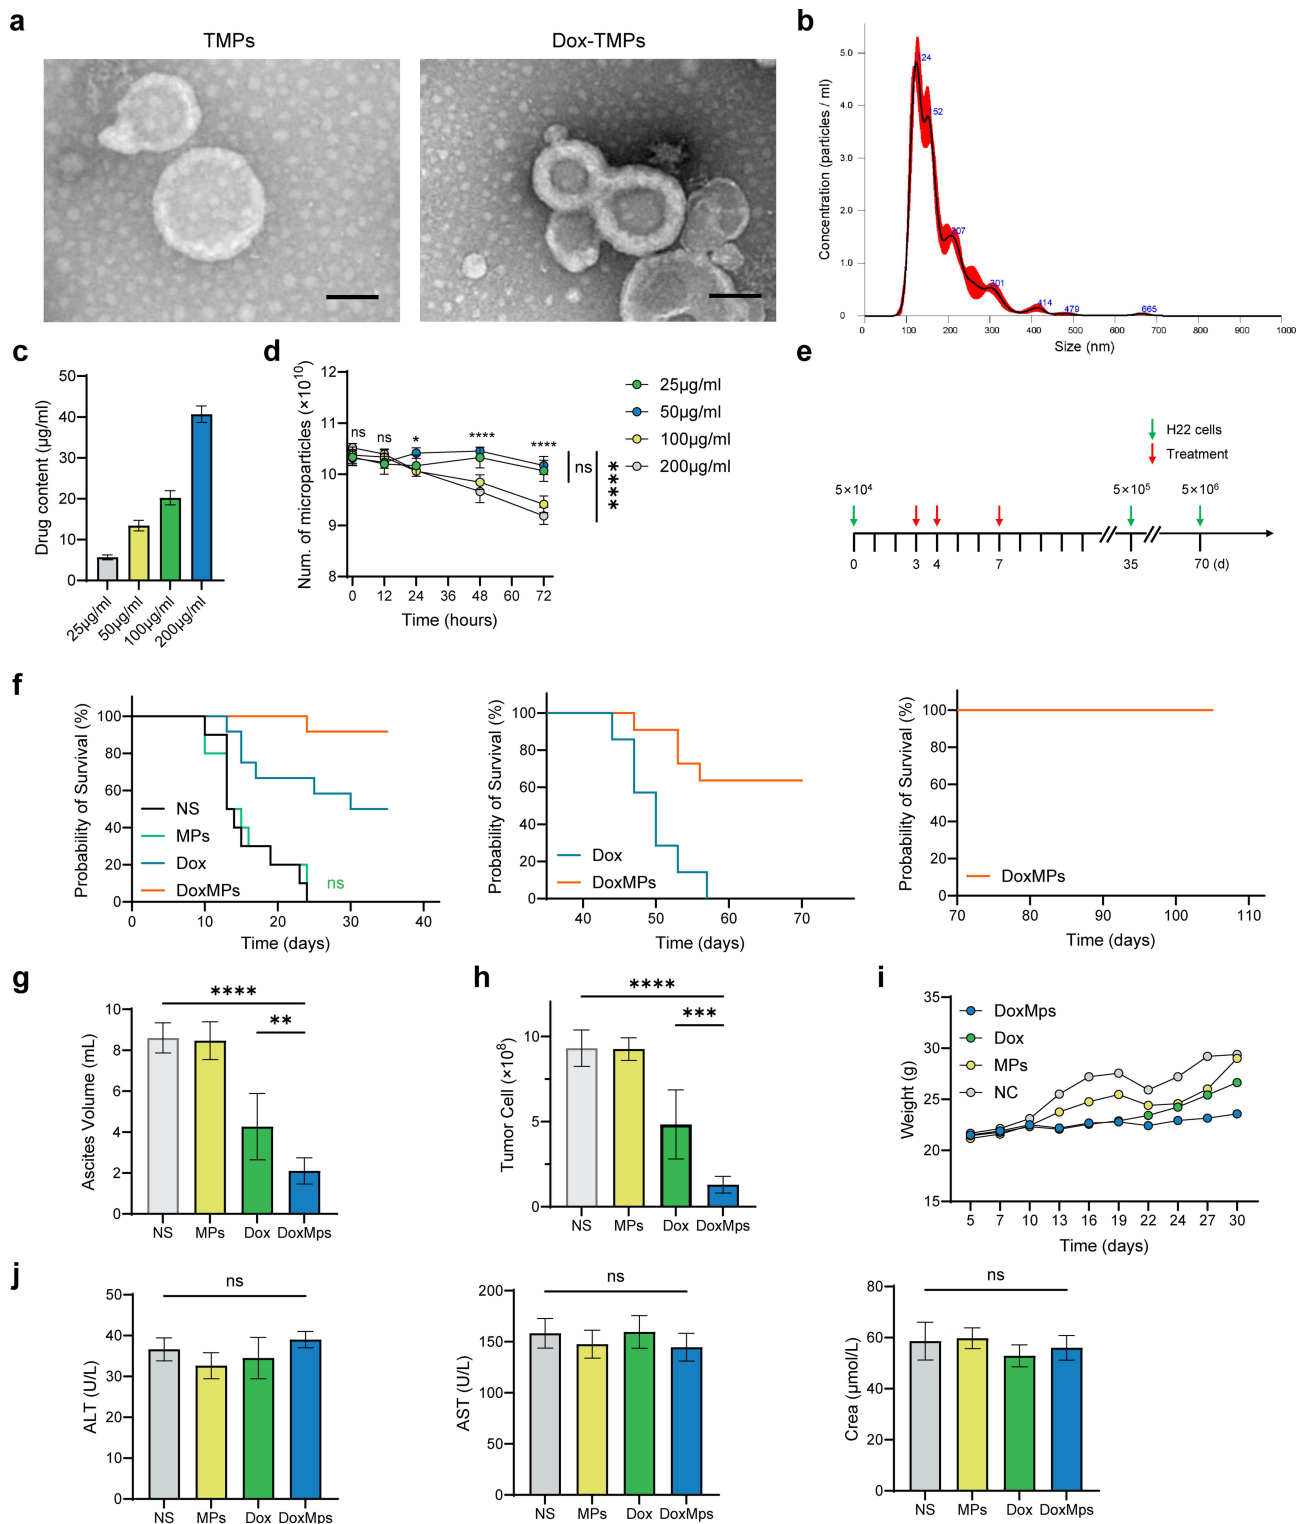 a
TMPs
Dox-TMPs
b
Concentration (particles / ml)
5.0
4.0
3.0
2.0
1.0
0
24
52
207
301
414
479
665
0 100 200 300 400 500 600 700 800 900 1000
Size (nm)
c
Drug content (μg/ml)
50
40
30
20
10
0
25μg/ml
50μg/ml
100μg/ml
200μg/ml
d
Num. of microparticles (×10¹⁰)
12
11
10
9
8
ns ns * **** ****
ns
****
0 12 24 36 48 60 72
Time (hours)
25μg/ml
50μg/ml
100μg/ml
200μg/ml
e
H22 cells
Treatment
5×10⁴ 5×10⁵ 5×10⁶
0 3 4 7 35 70 (d)
f
Probability of Survival (%)
100
80
60
40
20
0
NS
MPs
Dox
DoxMPs
ns
0 10 20 30 40
Time (days)
Probability of Survival (%)
100
80
60
40
20
0
Dox
DoxMPs
40 50 60 70
Time (days)
Probability of Survival (%)
100
80
60
40
20
0
DoxMPs
70 80 90 100 110
Time (days)
g
Ascites Volume (mL)
10
8
6
4
2
0
****
**
NS MPs Dox DoxMps
h
Tumor Cell (×10⁸)
10
5
0
****
***
NS MPs Dox DoxMps
i
Weight (g)
35
30
25
20
15
DoxMps
Dox
MPs
NC
5 7 10 13 16 19 22 24 27 30
Time (days)
j
ALT (U/L)
50
40
30
20
10
0
ns
NS MPs Dox DoxMps
AST (U/L)
200
150
100
50
0
ns
NS MPs Dox DoxMps
Crea (μmol/L)
80
60
40
20
0
ns
NS MPs Dox DoxMps